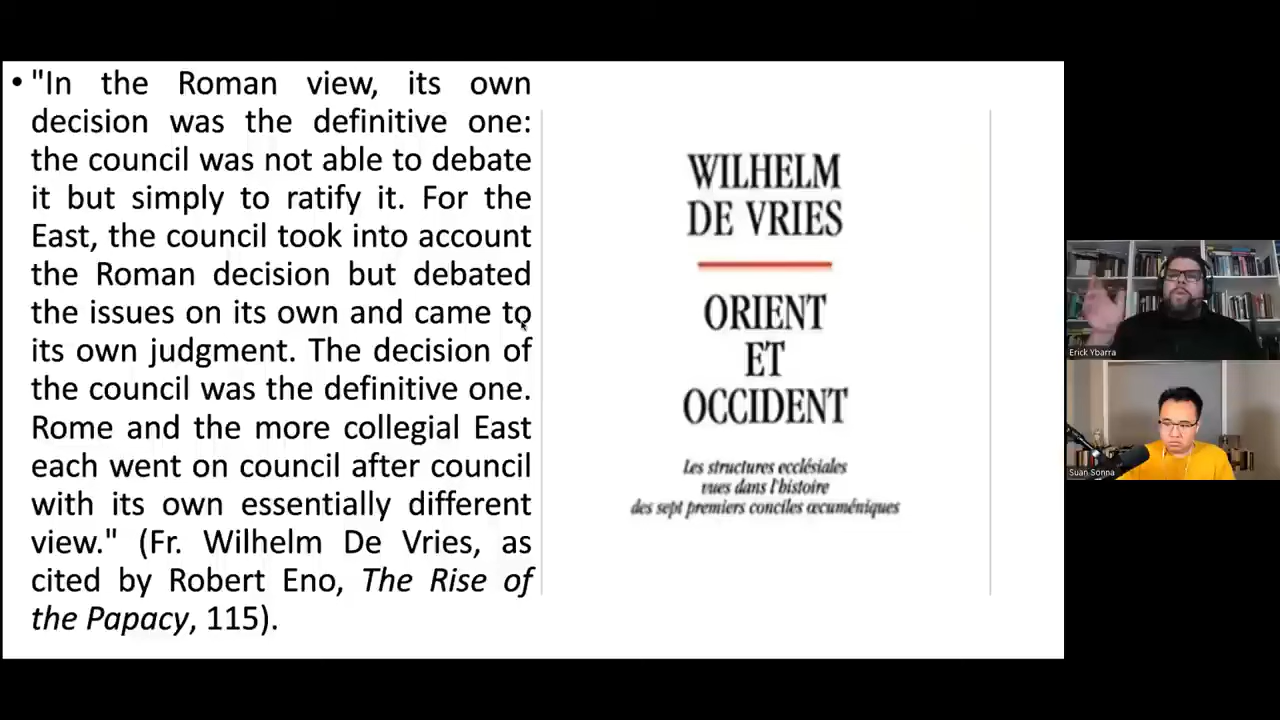 • "In the Roman view, its own
decision was the definitive one:
the council was not able to debate
it but simply to ratify it. For the
East, the council took into account
the Roman decision but debated
the issues on its own and came to
its own judgment. The decision of
the council was the definitive one.
Rome and the more collegial East
each went on council after council
with its own essentially different
view." (Fr. Wilhelm De Vries, as
cited by Robert Eno, The Rise of
the Papacy, 115).
WILHELM
DE VRIES
ORIENT
ET
OCCIDENT
Les structures ecclésiales
vues dans l'histoire
des sept premiers conciles œcuméniques
Erick Ybarra
Suan Sonna